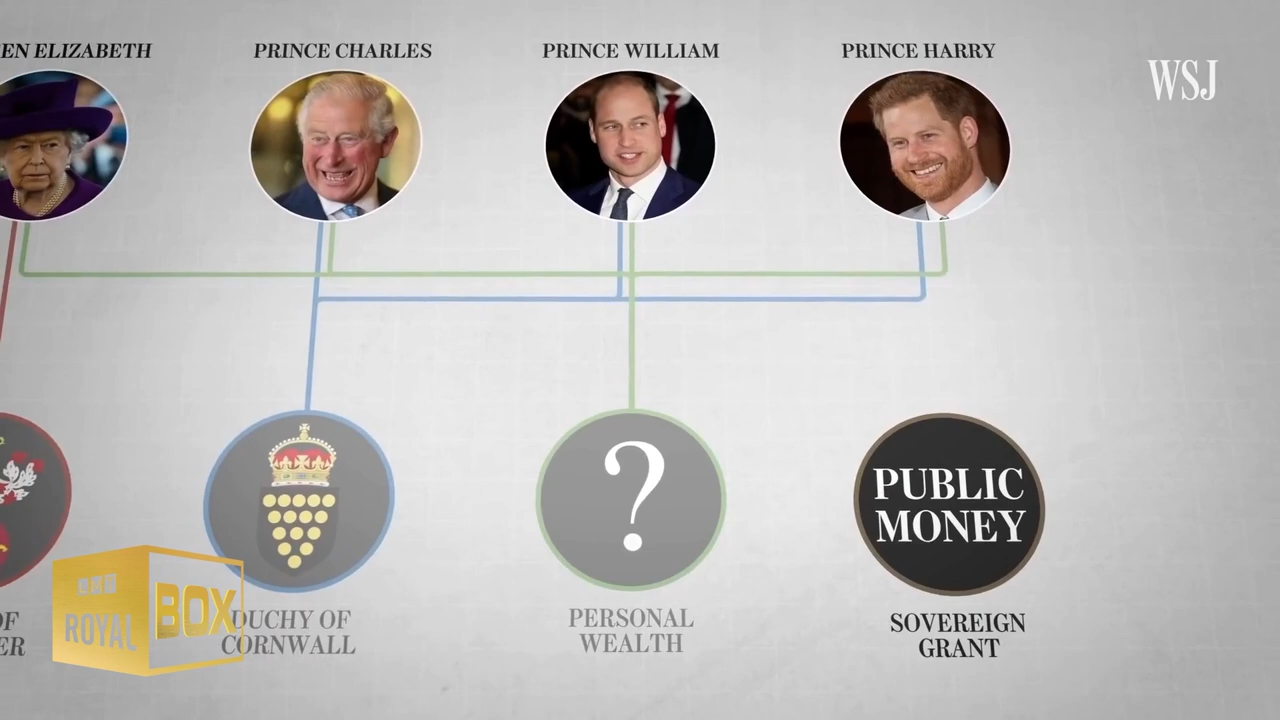 EN ELIZABETH
PRINCE CHARLES
PRINCE WILLIAM
PRINCE HARRY
WSJ
?
PUBLIC
MONEY
OF
ER
DUCHY OF
CORNWALL
PERSONAL
WEALTH
SOVEREIGN
GRANT
ROYAL
BOX